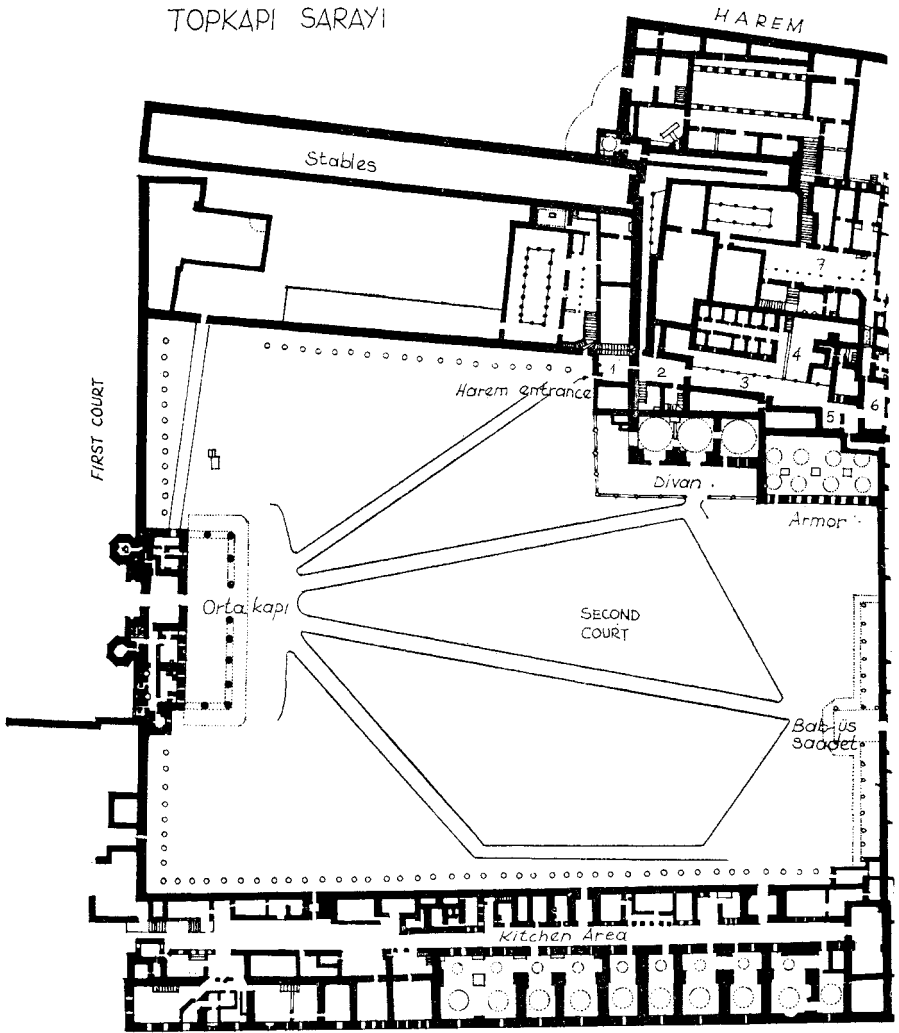 TOPKAPI SARAYI
HAREM
Stables
7
4
1
2
3
Harem entrance
5
6
FIRST COURT
Divan
Armor
Orta kapı
SECOND
COURT
Bab-üs
saadet
Kitchen Area